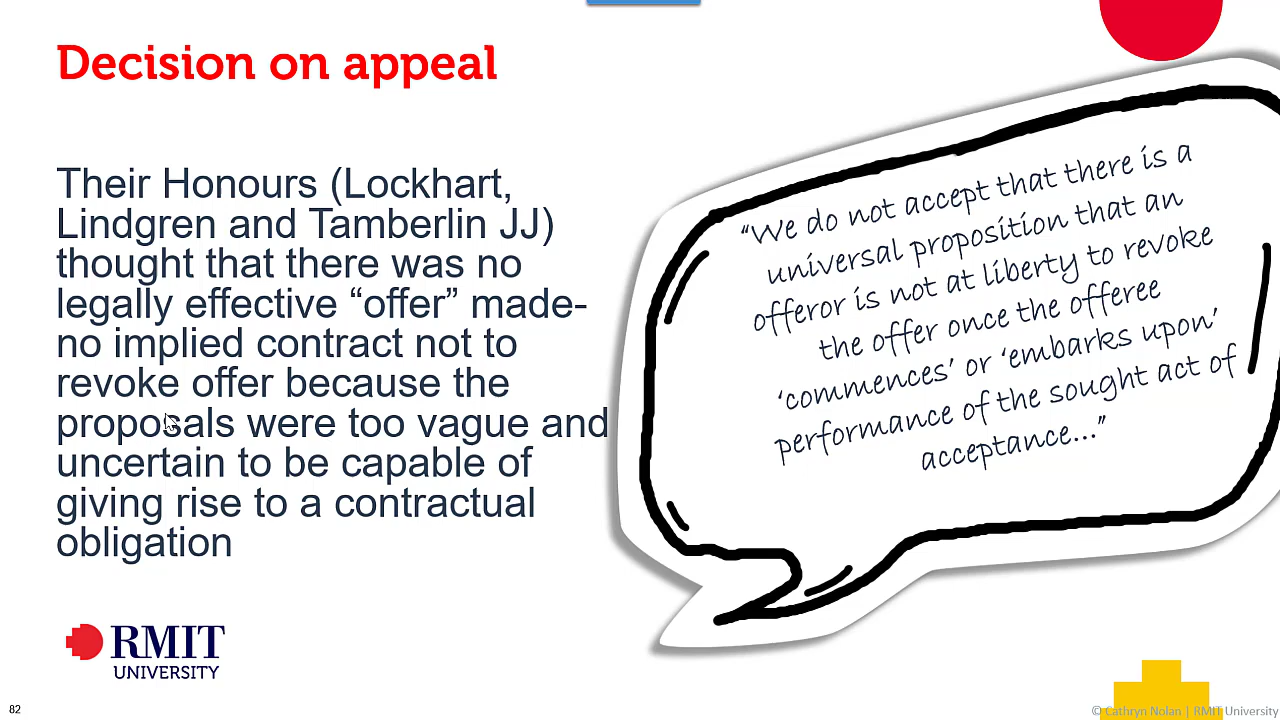 Decision on appeal
Their Honours (Lockhart,
Lindgren and Tamberlin JJ)
thought that there was no
legally effective “offer” made-
no implied contract not to
revoke offer because the
proposals were too vague and
uncertain to be capable of
giving rise to a contractual
obligation
“We do not accept that there is a
universal proposition that an
offeror is not at liberty to revoke
the offer once the offeree
‘commences’ or ‘embarks upon’
performance of the sought act of
acceptance...”
RMIT
UNIVERSITY
82
© Cathryn Nolan | RMIT University